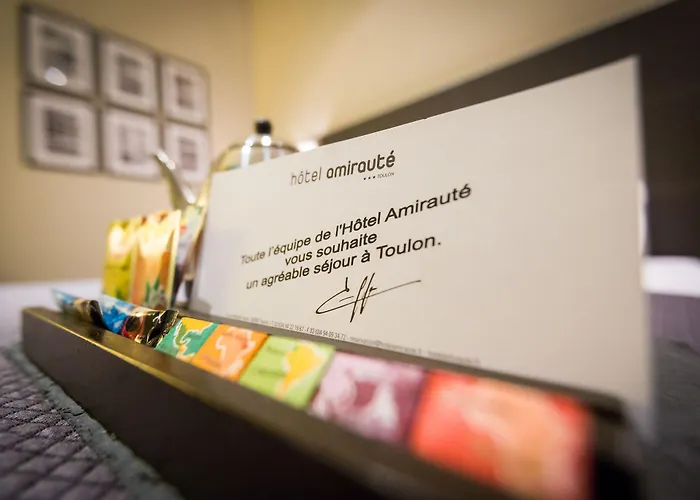 hôtel amirauté
*** TOULON
Toute l'équipe de l'Hôtel Amirauté
vous souhaite
un agréable séjour à Toulon.